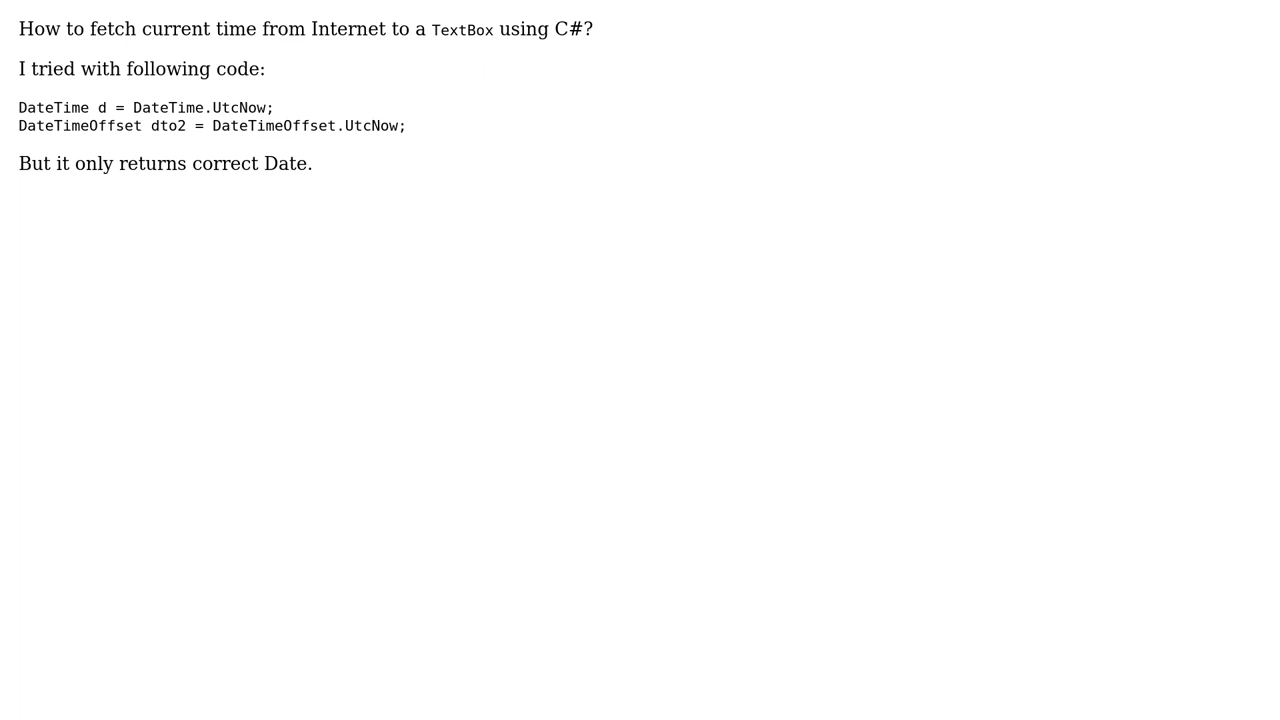 How to fetch current time from Internet to a TextBox using C#?
I tried with following code:
DateTime d = DateTime.UtcNow;
DateTimeOffset dto2 = DateTimeOffset.UtcNow;
But it only returns correct Date.